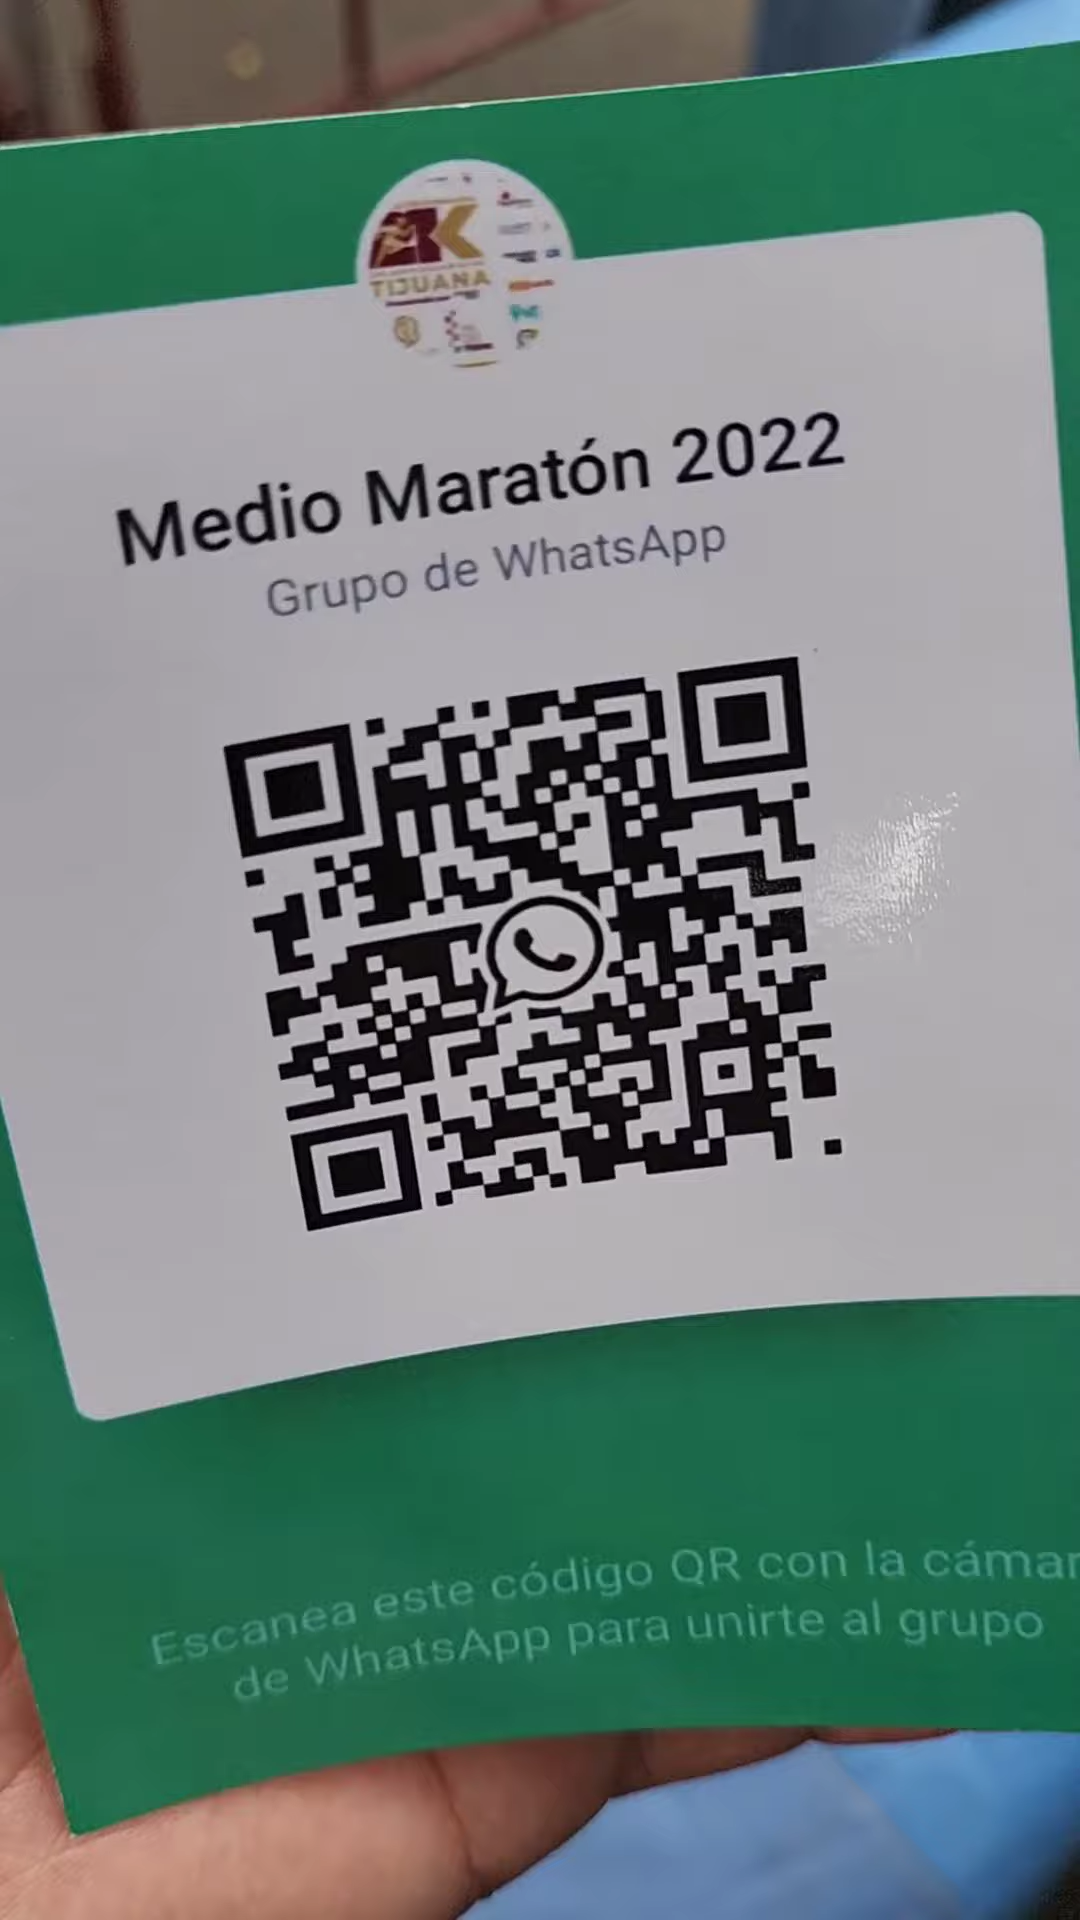 TIJUANA
Medio Maratón 2022
Grupo de WhatsApp
Escanea este código QR con la cámar
de WhatsApp para unirte al grupo